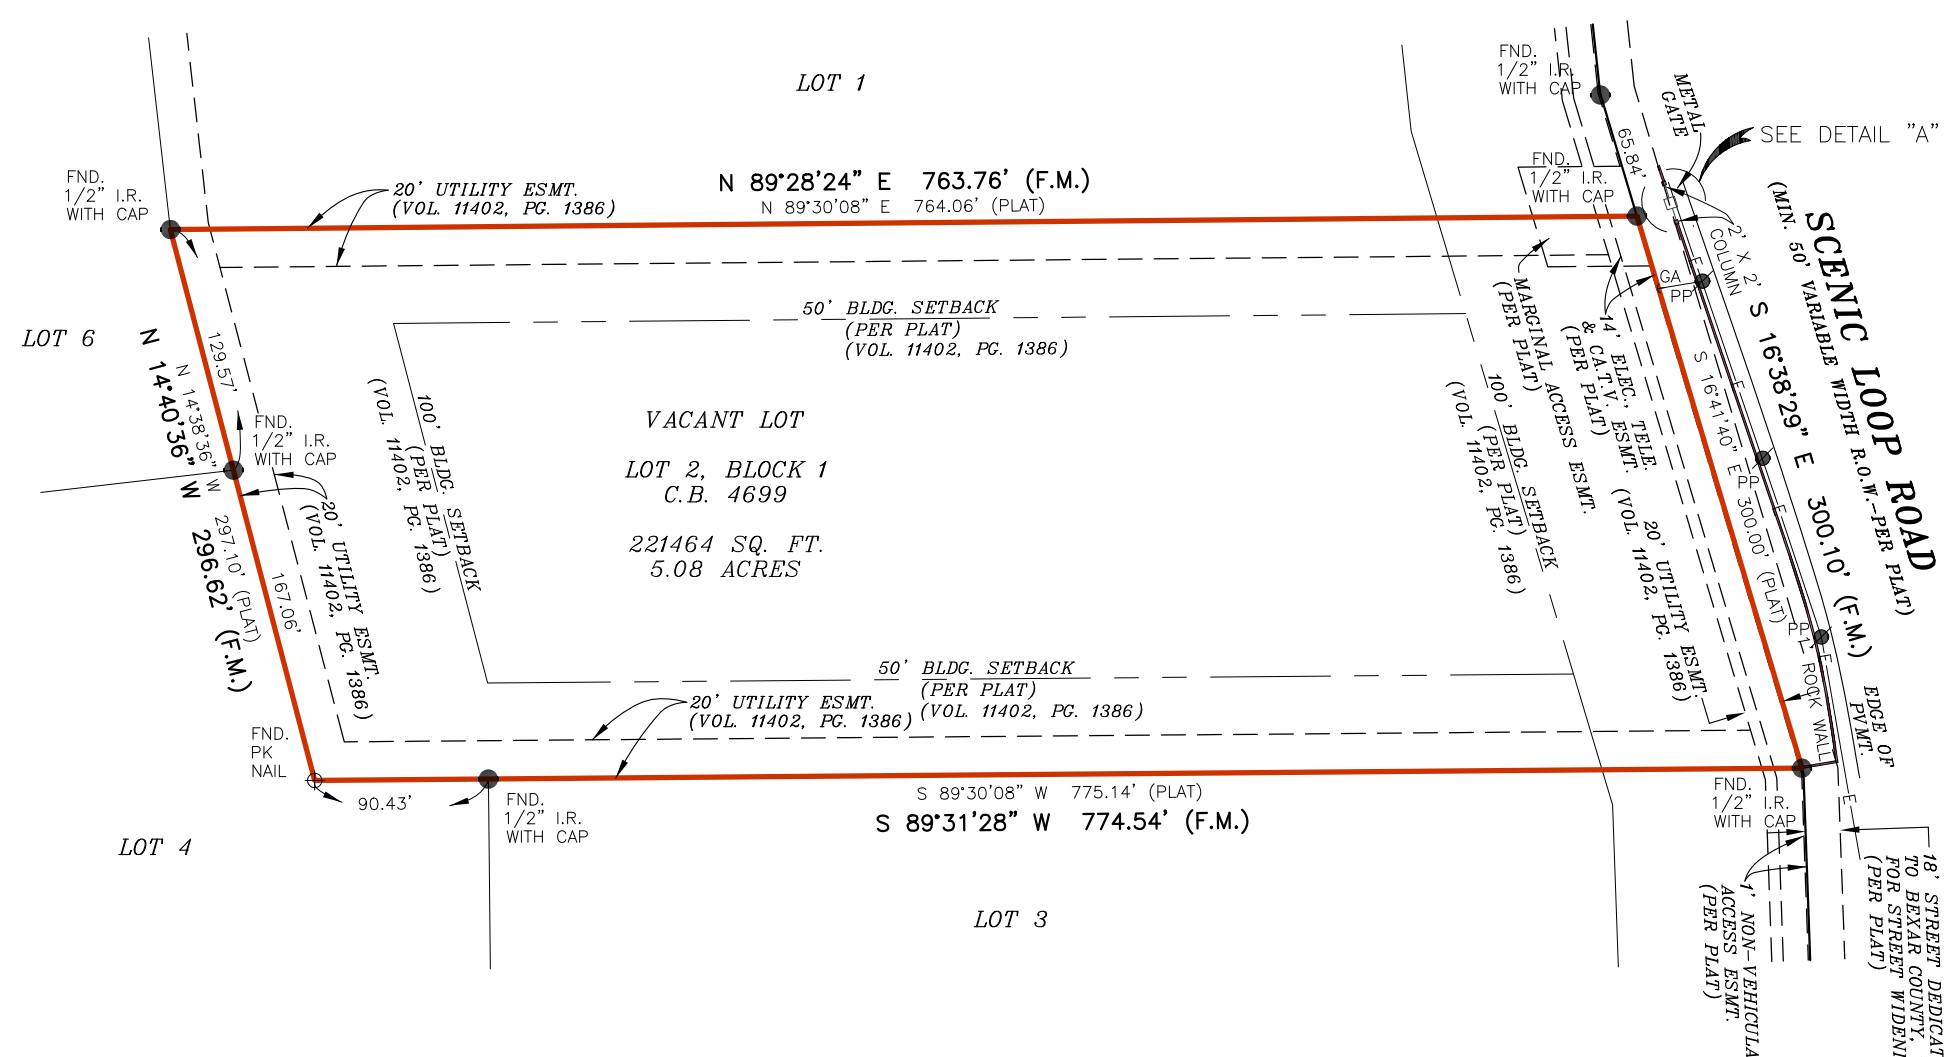 LOT 1
FND.
1/2" I.R.
WITH CAP
65.84'
METAL
GATE
SEE DETAIL "A"
FND.
1/2" I.R.
WITH CAP
20' UTILITY ESMT.
(VOL. 11402, PG. 1386)
N 89°28'24" E 763.76' (F.M.)
N 89°30'08" E 764.06' (PLAT)
FND.
1/2" I.R.
WITH CAP
2' X 2'
COLUMN
SCENIC LOOP ROAD
(MIN. 50' VARIABLE WIDTH R.O.W.-PER PLAT)
E
GA
PP
50' BLDG. SETBACK
(PER PLAT)
(VOL. 11402, PG. 1386)
MARGINAL ACCESS ESMT.
(PER PLAT)
14' ELEC., TELE.
& CA.T.V. ESMT.
(PER PLAT)
S 16°38'29" E 300.10' (F.M.)
S 16°41'40" E 300.00' (PLAT)
LOT 6
129.57'
N 14°38'36" W 297.10' (PLAT)
N 14°40'36" W 296.62' (F.M.)
FND.
1/2" I.R.
WITH CAP
100' BLDG. SETBACK
(PER PLAT)
(VOL. 11402, PG. 1386)
VACANT LOT
LOT 2, BLOCK 1
C.B. 4699
221464 SQ. FT.
5.08 ACRES
100' BLDG. SETBACK
(PER PLAT)
(VOL. 11402, PG. 1386)
E
PP
E
20' UTILITY ESMT.
(VOL. 11402, PG. 1386)
167.06'
20' UTILITY ESMT.
(VOL. 11402, PG. 1386)
PP
E
1' ROCK WALL
EDGE OF
PVMT.
50' BLDG. SETBACK
(PER PLAT)
(VOL. 11402, PG. 1386)
20' UTILITY ESMT.
(VOL. 11402, PG. 1386)
FND.
PK
NAIL
90.43'
FND.
1/2" I.R.
WITH CAP
S 89°30'08" W 775.14' (PLAT)
S 89°31'28" W 774.54' (F.M.)
FND.
1/2" I.R.
WITH CAP
E
LOT 4
LOT 3
1' NON-VEHICULA
ACCESS ESMT.
(PER PLAT)
18' STREET DEDICAT
TO BEXAR COUNTY,
FOR STREET WIDENI
(PER PLAT)